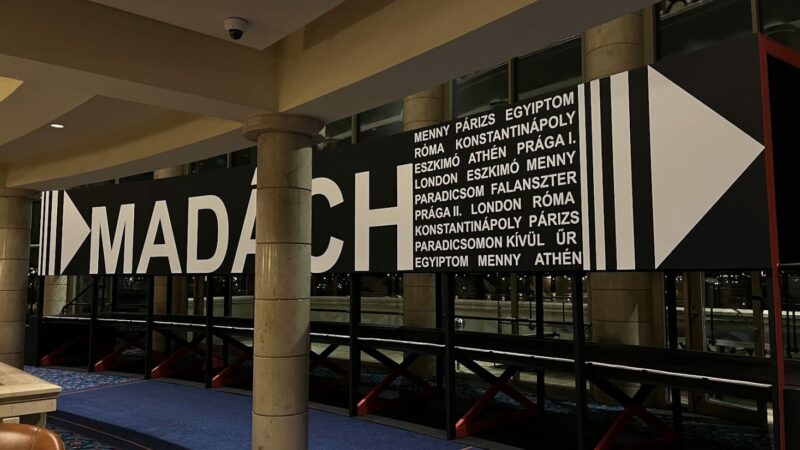 MADÁCH
MENNY PÁRIZS EGYIPTOM
RÓMA KONSTANTINÁPOLY
ESZKIMÓ ATHÉN PRÁGA I.
LONDON ESZKIMÓ MENNY
PARADICSOM FALANSZTER
PRÁGA II. LONDON RÓMA
KONSTANTINÁPOLY PÁRIZS
PARADICSOMON KÍVÜL ŰR
EGYIPTOM MENNY ATHÉN